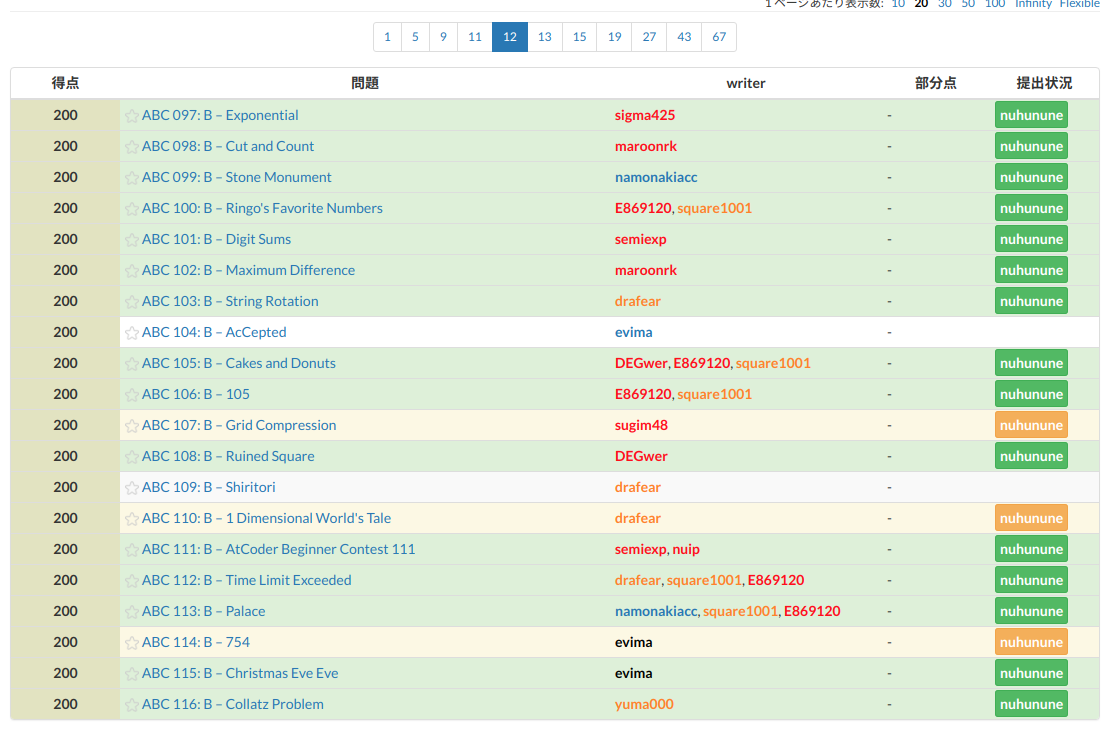 1 ページあたり表示数: 10 20 30 50 100 Infinity Flexible
1 5 9 11 12 13 15 19 27 43 67
得点 問題 writer 部分点 提出状況
200 ABC 097: B – Exponential sigma425 - nuhunune
200 ABC 098: B – Cut and Count maroonrk - nuhunune
200 ABC 099: B – Stone Monument namonakiacc - nuhunune
200 ABC 100: B – Ringo's Favorite Numbers E869120, square1001 - nuhunune
200 ABC 101: B – Digit Sums semiexp - nuhunune
200 ABC 102: B – Maximum Difference maroonrk - nuhunune
200 ABC 103: B – String Rotation drafear - nuhunune
200 ABC 104: B – AcCepted evima -
200 ABC 105: B – Cakes and Donuts DEGwer, E869120, square1001 - nuhunune
200 ABC 106: B – 105 E869120, square1001 - nuhunune
200 ABC 107: B – Grid Compression sugim48 - nuhunune
200 ABC 108: B – Ruined Square DEGwer - nuhunune
200 ABC 109: B – Shiritori drafear -
200 ABC 110: B – 1 Dimensional World's Tale drafear - nuhunune
200 ABC 111: B – AtCoder Beginner Contest 111 semiexp, nuip - nuhunune
200 ABC 112: B – Time Limit Exceeded drafear, square1001, E869120 - nuhunune
200 ABC 113: B – Palace namonakiacc, square1001, E869120 - nuhunune
200 ABC 114: B – 754 evima - nuhunune
200 ABC 115: B – Christmas Eve Eve evima - nuhunune
200 ABC 116: B – Collatz Problem yuma000 - nuhunune